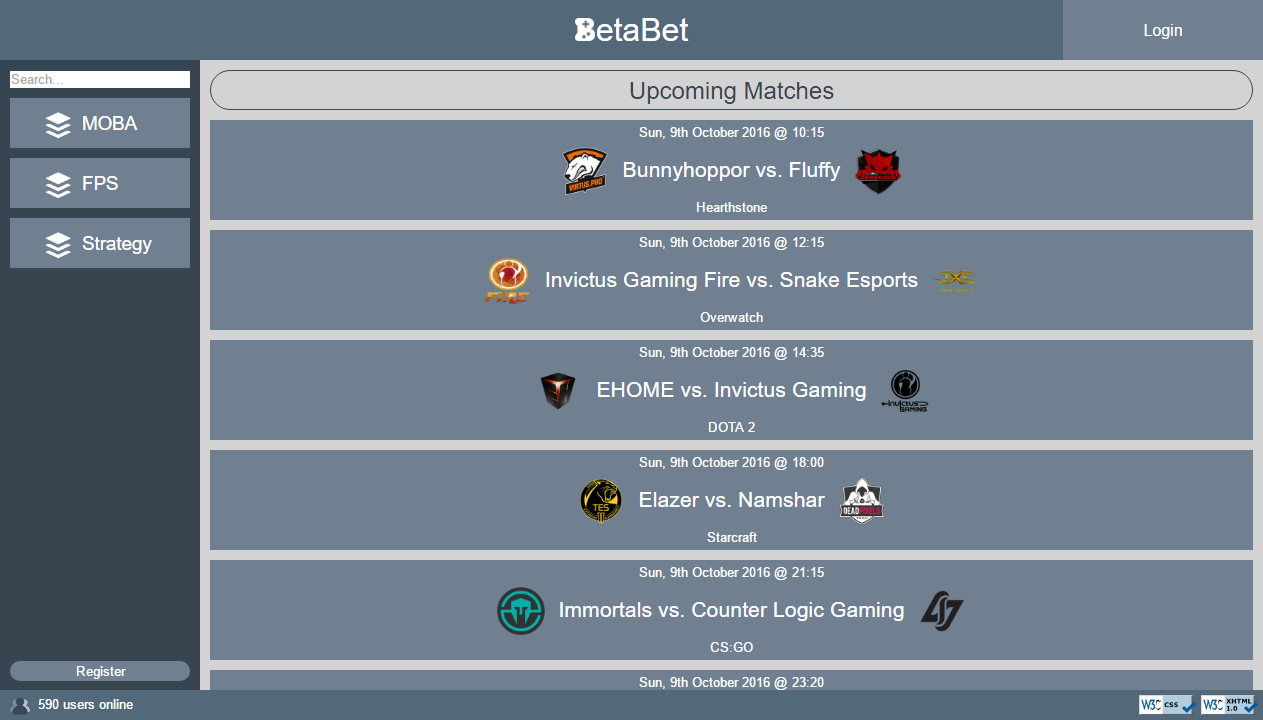 BetaBet
Login
Search...
MOBA
FPS
Strategy
Register
Upcoming Matches
Sun, 9th October 2016 @ 10:15
VIRTUS.PRO
Bunnyhoppor vs. Fluffy
Hearthstone
Sun, 9th October 2016 @ 12:15
FIRE
Invictus Gaming Fire vs. Snake Esports
Overwatch
Sun, 9th October 2016 @ 14:35
EHOME vs. Invictus Gaming
invictus
GAMING
DOTA 2
Sun, 9th October 2016 @ 18:00
TES
Elazer vs. Namshar
DEADPIXELS
Starcraft
Sun, 9th October 2016 @ 21:15
Immortals vs. Counter Logic Gaming
CS:GO
Sun, 9th October 2016 @ 23:20
590 users online
W3C css
W3C XHTML 1.0